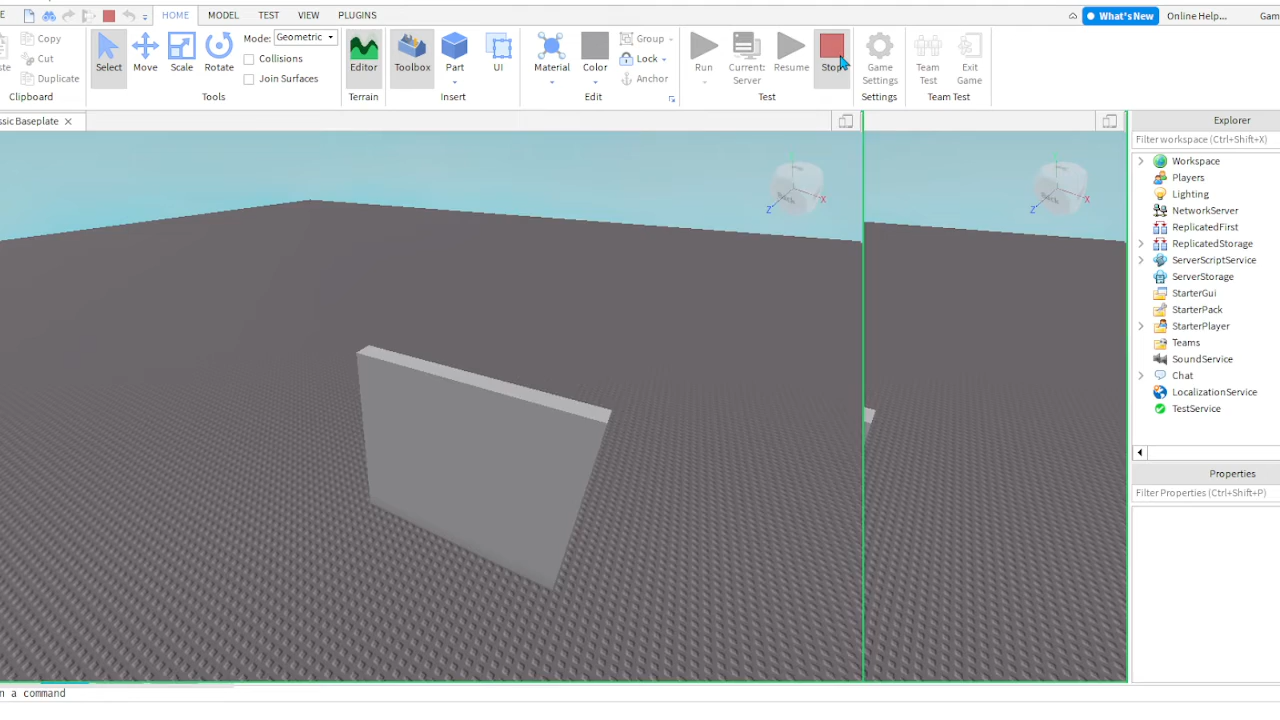 HOME MODEL TEST VIEW PLUGINS What's New Online Help...
Copy
Cut
Duplicate
Clipboard
Select Move Scale Rotate
Mode: Geometric
Collisions
Join Surfaces
Tools
Editor
Terrain
Toolbox Part UI
Insert
Material Color
Group
Lock
Anchor
Edit
Run Current: Server Resume Stop
Test
Game Settings
Settings
Team Test Exit Game
Team Test
ssic Baseplate
Explorer
Filter workspace (Ctrl+Shift+X)
Workspace
Players
Lighting
NetworkServer
ReplicatedFirst
ReplicatedStorage
ServerScriptService
ServerStorage
StarterGui
StarterPack
StarterPlayer
Teams
SoundService
Chat
LocalizationService
TestService
Properties
Filter Properties (Ctrl+Shift+P)
Z X
Z X
n a command